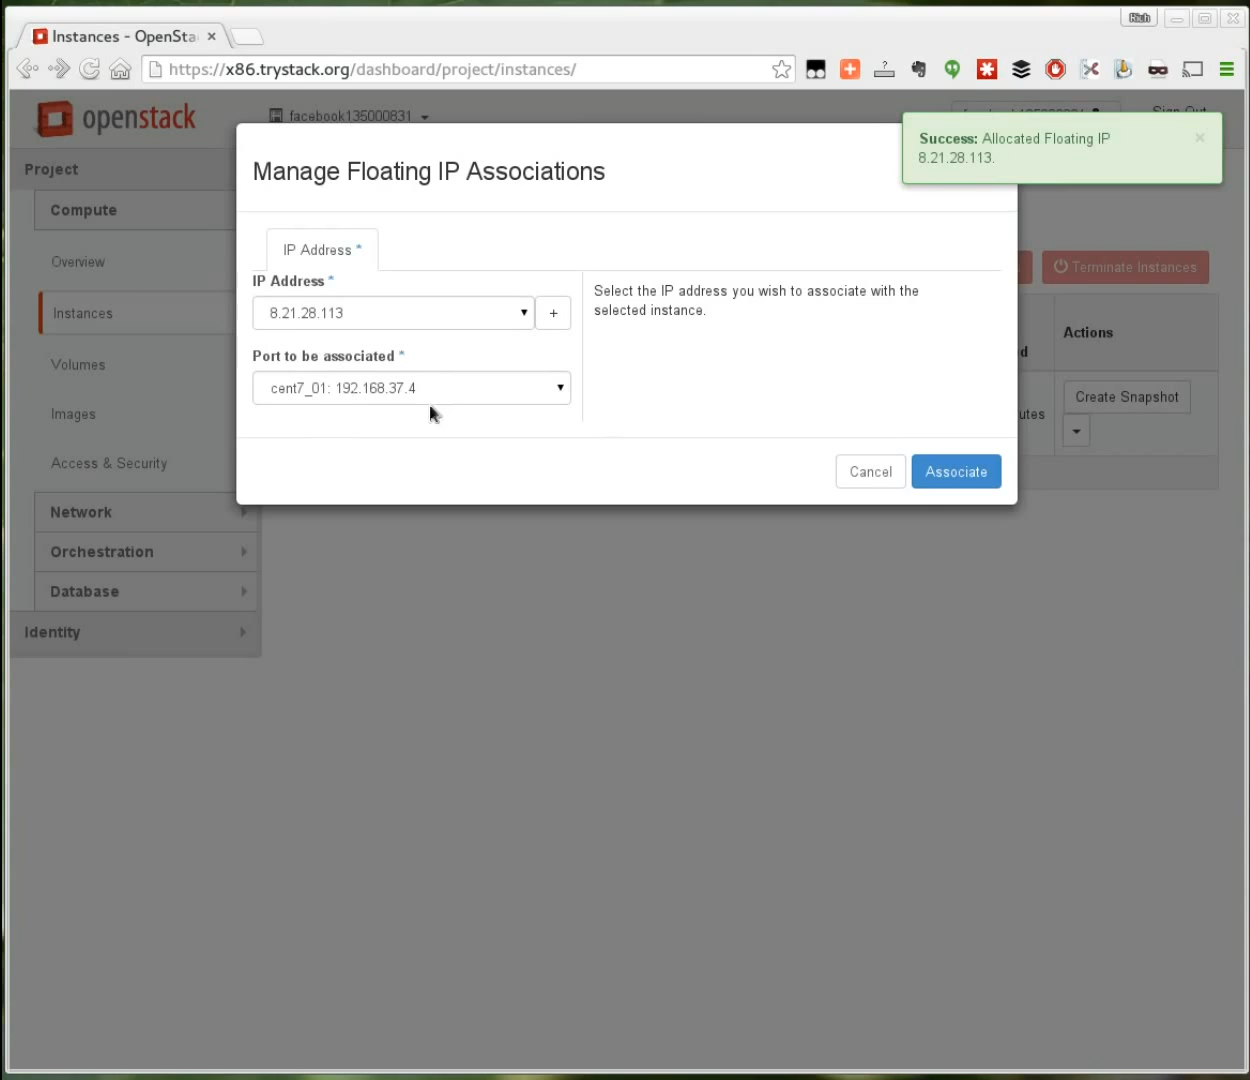 Rich
Instances - OpenSta
https://x86.trystack.org/dashboard/project/instances/
openstack
facebook135000831
Sign Out
Success: Allocated Floating IP
8.21.28.113.
Project
Manage Floating IP Associations
Compute
IP Address *
Overview
Terminate Instances
IP Address *
Select the IP address you wish to associate with the
selected instance.
8.21.28.113
+
Instances
Actions
d
Port to be associated *
Volumes
cent7_01: 192.168.37.4
Create Snapshot
Images
utes
Access & Security
Cancel
Associate
Network
Orchestration
Database
Identity